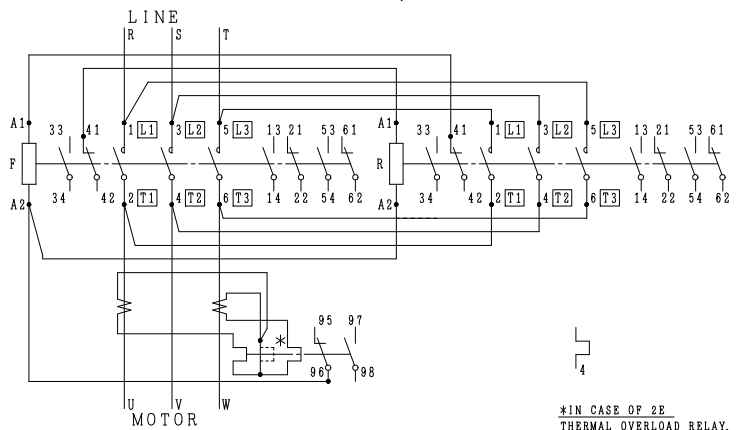 LINE
R S T
A1 33 41 1 L1 3 L2 5 L3 13 21 53 61 A1 33 41 1 L1 3 L2 5 L3 13 21 53 61
F R
A2 34 42 2 T1 4 T2 6 T3 14 22 54 62 A2 34 42 2 T1 4 T2 6 T3 14 22 54 62
95 97
*
96 98
4
U V W
MOTOR
*IN CASE OF 2E
THERMAL OVERLOAD RELAY.